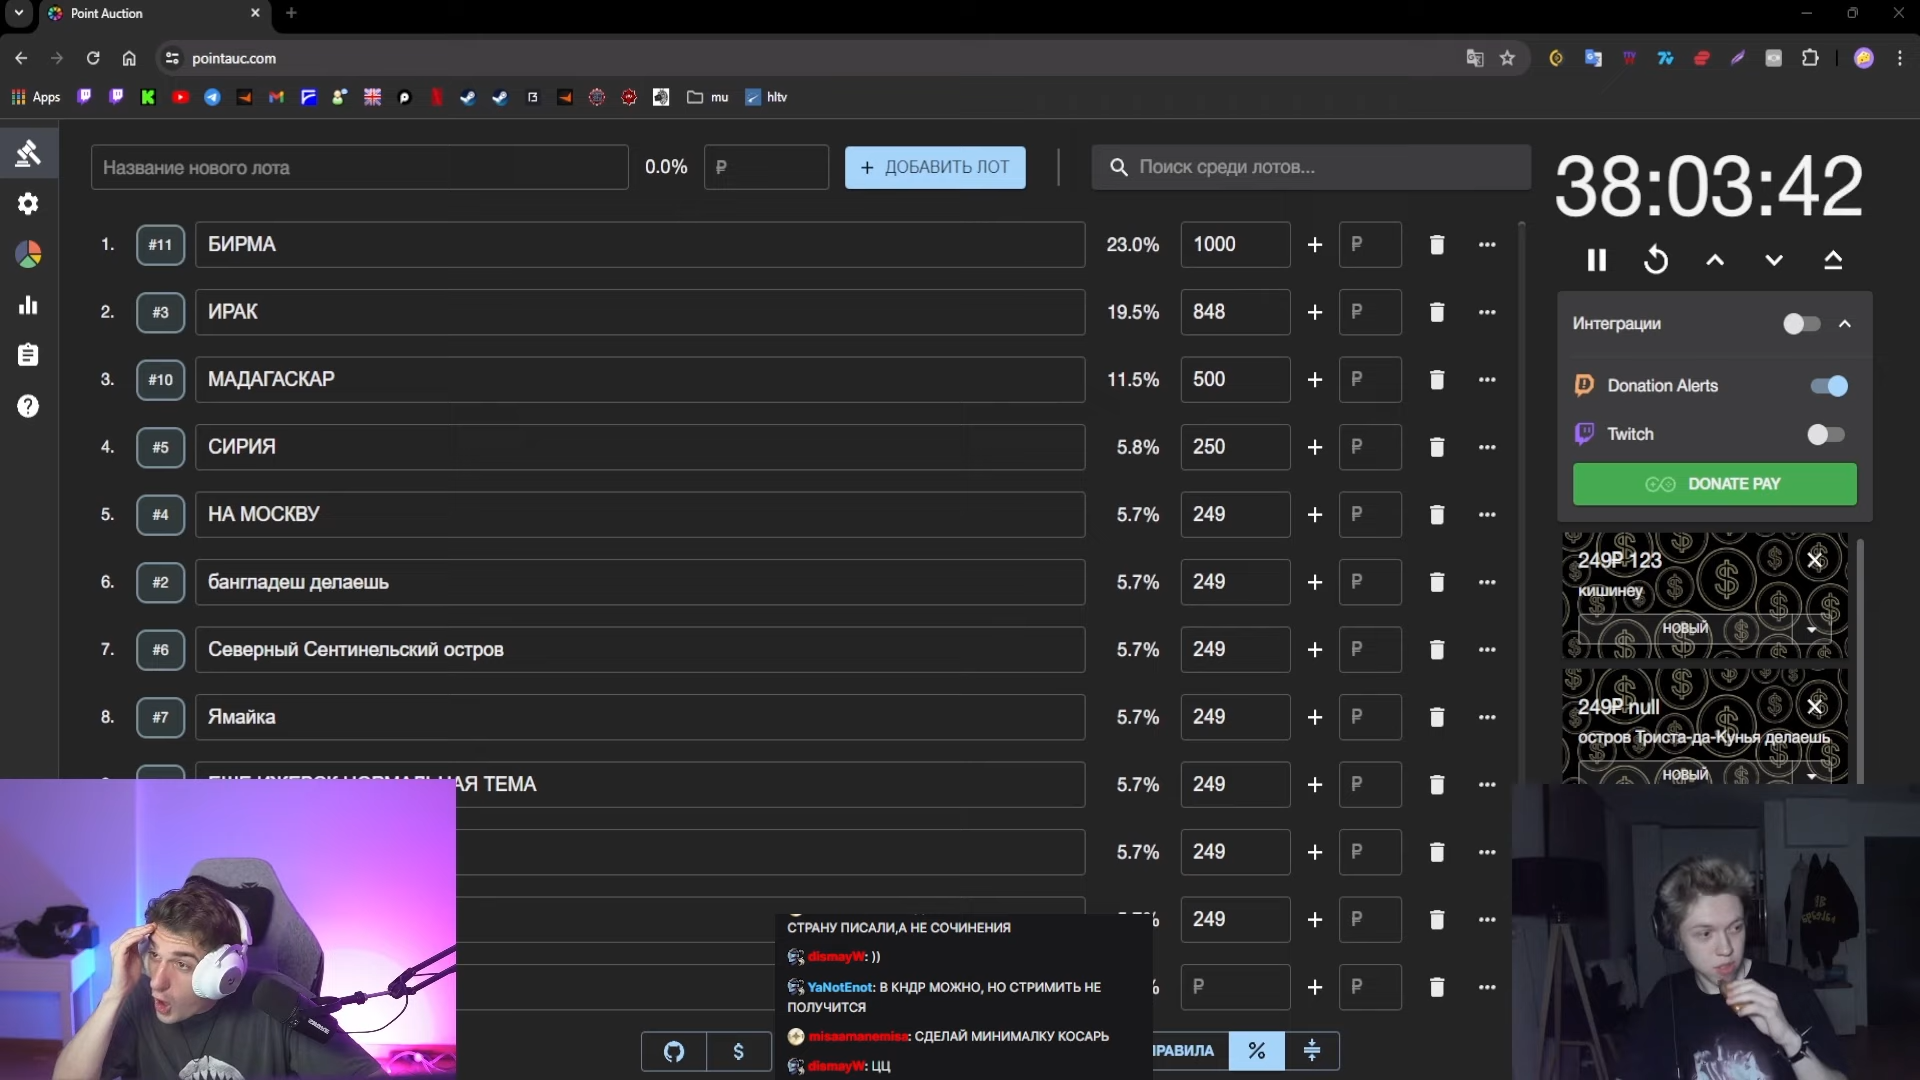 Point Auction
pointauc.com
Apps
mu
hltv
Название нового лота
0.0%
₽
+ ДОБАВИТЬ ЛОТ
Поиск среди лотов...
38:03:42
1. #11 БИРМА 23.0% 1000 + ₽
2. #3 ИРАК 19.5% 848 + ₽
3. #10 МАДАГАСКАР 11.5% 500 + ₽
4. #5 СИРИЯ 5.8% 250 + ₽
5. #4 НА МОСКВУ 5.7% 249 + ₽
6. #2 бангладеш делаешь 5.7% 249 + ₽
7. #6 Северный Сентинельский остров 5.7% 249 + ₽
8. #7 Ямайка 5.7% 249 + ₽
ТЕМА 5.7% 249 + ₽
5.7% 249 + ₽
249 + ₽
% ₽ + ₽
Интеграции
Donation Alerts
Twitch
DONATE PAY
249₽ 123
кишинеу
НОВЫЙ
249₽ null
остров Триста-да-Кунья делаешь
НОВЫЙ
СТРАНУ ПИСАЛИ,А НЕ СОЧИНЕНИЯ
dismayW: ))
YaNotEnot: В КНДР МОЖНО, НО СТРИМИТЬ НЕ
ПОЛУЧИТСЯ
misaamanemisa: СДЕЛАЙ МИНИМАЛКУ КОСАРЬ
dismayW: ЦЦ
$
РАВИЛА
%